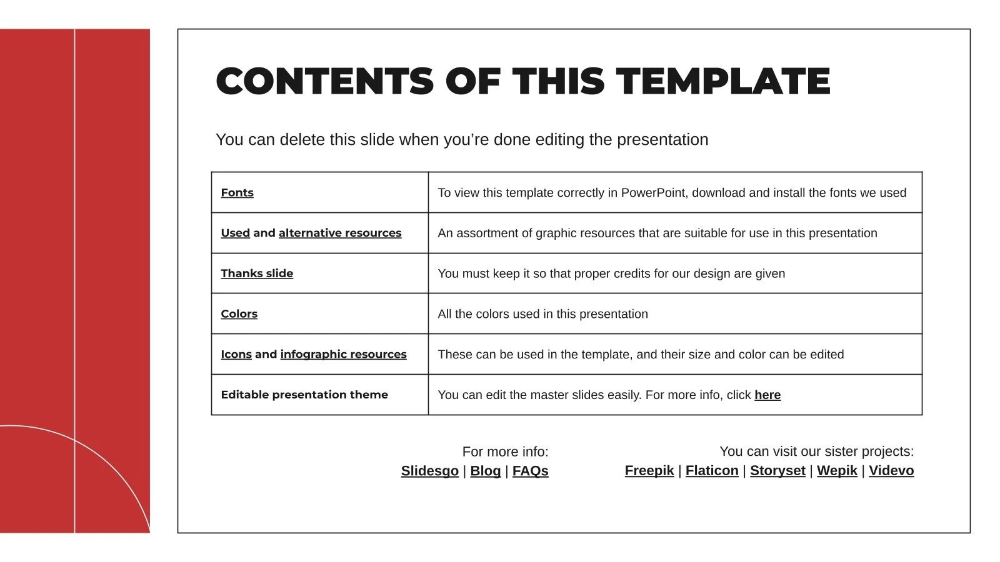 CONTENTS OF THIS TEMPLATE
You can delete this slide when you’re done editing the presentation
Fonts
To view this template correctly in PowerPoint, download and install the fonts we used
Used and alternative resources
An assortment of graphic resources that are suitable for use in this presentation
Thanks slide
You must keep it so that proper credits for our design are given
Colors
All the colors used in this presentation
Icons and infographic resources
These can be used in the template, and their size and color can be edited
Editable presentation theme
You can edit the master slides easily. For more info, click here
For more info:
Slidesgo | Blog | FAQs
You can visit our sister projects:
Freepik | Flaticon | Storyset | Wepik | Videvo